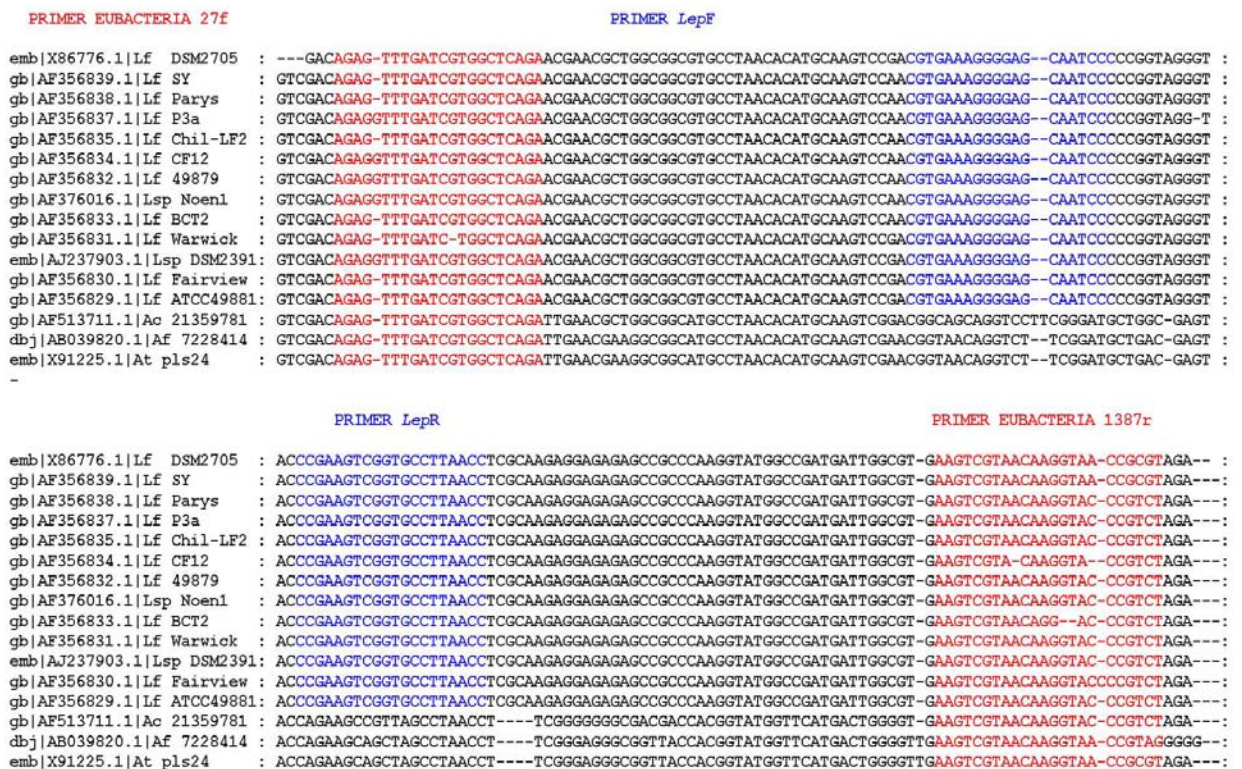 PRIMER EUBACTERIA 27f PRIMER LepF
emb|X86776.1|Lf DSM2705 : ---GACAGAG-TTTGATCGTGGCTCAGAACGAACGCTGGCGGCGTGCCTAACACATGCAAGTCCGACGTGAAAGGGGAG--CAATCCCCCGGTAGGGT :
gb|AF356839.1|Lf SY : GTCGACAGAG-TTTGATCGTGGCTCAGAACGAACGCTGGCGGCGTGCCTAACACATGCAAGTCCGACGTGAAAGGGGAG--CAATCCCCCGGTAGGGT :
gb|AF356838.1|Lf Parys : GTCGACAGAG-TTTGATCGTGGCTCAGAACGAACGCTGGCGGCGTGCCTAACACATGCAAGTCCAACGTGAAAGGGGAG--CAATCCCCCGGTAGGGT :
gb|AF356837.1|Lf P3a : GTCGACAGAGGTTTGATCGTGGCTCAGAACGAACGCTGGCGGCGTGCCTAACACATGCAAGTCCAACGTGAAAGGGGAG--CAATCCCCCGGTAGG-T :
gb|AF356835.1|Lf Chil-LF2 : GTCGACAGAG-TTTGATCGTGGCTCAGAACGAACGCTGGCGGCGTGCCTAACACATGCAAGTCCAACGTGAAAGGGGAG--CAATCCCCCGGTAGGGT :
gb|AF356834.1|Lf CF12 : GTCGACAGAGGTTTGATCGTGGCTCAGAACGAACGCTGGCGGCGTGCCTAACACATGCAAGTCCAACGTGAAAGGGGAG--CAATCCCCCGGTAGGGT :
gb|AF356832.1|Lf 49879 : GTCGACAGAGGTTTGATCGTGGCTCAGAACGAACGCTGGCGGCGTGCCTAACACATGCAAGTCCAACGTGAAAGGGGAG--CAATCCCCCGGTAGGGT :
gb|AF376016.1|Lsp Noen1 : GTCGACAGAGGTTTGATCGTGGCTCAGAACGAACGCTGGCGGCGTGCCTAACACATGCAAGTCCAACGTGAAAGGGGAG--CAATCCCCCGGTAGGGT :
gb|AF356833.1|Lf BCT2 : GTCGACAGAG-TTTGATCGTGGCTCAGAACGAACGCTGGCGGCGTGCCTAACACATGCAAGTCCAACGTGAAAGGGGAG--CAATCCCCCGGTAGGGT :
gb|AF356831.1|Lf Warwick : GTCGACAGAG-TTTGATC-TGGCTCAGAACGAACGCTGGCGGCGTGCCTAACACATGCAAGTCCGACGTGAAAGGGGAG--CAATCCCCCGGTAGGGT :
emb|AJ237903.1|Lsp DSM2391: GTCGACAGAGGTTTGATCGTGGCTCAGAACGAACGCTGGCGGCGTGCCTAACACATGCAAGTCCGACGTGAAAGGGGAG--CAATCCCCCGGTAGGGT :
gb|AF356830.1|Lf Fairview : GTCGACAGAG-TTTGATCGTGGCTCAGAACGAACGCTGGCGGCGTGCCTAACACATGCAAGTCCGACGTGAAAGGGGAG--CAATCCCCCGGTAGGGT :
gb|AF356829.1|Lf ATCC49881: GTCGACAGAG-TTTGATCGTGGCTCAGAACGAACGCTGGCGGCGTGCCTAACACATGCAAGTCCGACGTGAAAGGGGAG--CAATCCCCCGGTAGGGT :
gb|AF513711.1|Ac 21359781 : GTCGACAGAG-TTTGATCGTGGCTCAGATTGAACGCTGGCGGCATGCCTAACACATGCAAGTCGGACGGCAGCAGGTCCTTCGGGATGCTGGC-GAGT :
dbj|AB039820.1|Af 7228414 : GTCGACAGAG-TTTGATCGTGGCTCAGATTGAACGAAGGCGGCATGCCTAACACATGCAAGTCGAACGGTAACAGGTCT--TCGGATGCTGAC-GAGT :
emb|X91225.1|At pls24 : GTCGACAGAG-TTTGATCGTGGCTCAGATTGAACGAAGGCGGCATGCCTAACACATGCAAGTCGAACGGTAACAGGTCT--TCGGATGCTGAC-GAGT :
-
PRIMER LepR PRIMER EUBACTERIA 1387r
emb|X86776.1|Lf DSM2705 : ACCCGAAGTCGGTGCCTTAACCTCGCAAGAGGAGAGAGCCGCCCAAGGTATGGCCGATGATTGGCGT-GAAGTCGTAACAAGGTAA-CCGCGTAGA-- :
gb|AF356839.1|Lf SY : ACCCGAAGTCGGTGCCTTAACCTCGCAAGAGGAGAGAGCCGCCCAAGGTATGGCCGATGATTGGCGT-GAAGTCGTAACAAGGTAA-CCGCGTAGA---:
gb|AF356838.1|Lf Parys : ACCCGAAGTCGGTGCCTTAACCTCGCAAGAGGAGAGAGCCGCCCAAGGTATGGCCGATGATTGGCGT-GAAGTCGTAACAAGGTAC-CCGTCTAGA---:
gb|AF356837.1|Lf P3a : ACCCGAAGTCGGTGCCTTAACCTCGCAAGAGGAGAGAGCCGCCCAAGGTATGGCCGATGATTGGCGT-GAAGTCGTAACAAGGTAC-CCGTCTAGA---:
gb|AF356835.1|Lf Chil-LF2 : ACCCGAAGTCGGTGCCTTAACCTCGCAAGAGGAGAGAGCCGCCCAAGGTATGGCCGATGATTGGCGT-GAAGTCGTAACAAGGTAC-CCGTCTAGA---:
gb|AF356834.1|Lf CF12 : ACCCGAAGTCGGTGCCTTAACCTCGCAAGAGGAGAGAGCCGCCCAAGGTATGGCCGATGATTGGCGT-GAAGTCGTA-CAAGGTA--CCGTCTAGA---:
gb|AF356832.1|Lf 49879 : ACCCGAAGTCGGTGCCTTAACCTCGCAAGAGGAGAGAGCCGCCCAAGGTATGGCCGATGATTGGCGT-GAAGTCGTAACAAGGTAC-CCGTCTAGA---:
gb|AF376016.1|Lsp Noen1 : ACCCGAAGTCGGTGCCTTAACCTCGCAAGAGGAGAGAGCCGCCCAAGGTATGGCCGATGATTGGCGT-GAAGTCGTAACAAGGTAC-CCGTCTAGA---:
gb|AF356833.1|Lf BCT2 : ACCCGAAGTCGGTGCCTTAACCTCGCAAGAGGAGAGAGCCGCCCAAGGTATGGCCGATGATTGGCGT-GAAGTCGTAACAGG--AC-CCGTCTAGA---:
gb|AF356831.1|Lf Warwick : ACCCGAAGTCGGTGCCTTAACCTCGCAAGAGGAGAGAGCCGCCCAAGGTATGGCCGATGATTGGCGT-GAAGTCGTAACAAGGTAC-CCGTCTAGA---:
emb|AJ237903.1|Lsp DSM2391: ACCCGAAGTCGGTGCCTTAACCTCGCAAGAGGAGAGAGCCGCCCAAGGTATGGCCGATGATTGGCGT-GAAGTCGTAACAAGGTAC-CCGTCTAGA---:
gb|AF356830.1|Lf Fairview : ACCCGAAGTCGGTGCCTTAACCTCGCAAGAGGAGAGAGCCGCCCAAGGTATGGCCGATGATTGGCGT-GAAGTCGTAACAAGGTACCCCGTCTAGA---:
gb|AF356829.1|Lf ATCC49881: ACCCGAAGTCGGTGCCTTAACCTCGCAAGAGGAGAGAGCCGCCCAAGGTATGGCCGATGATTGGCGT-GAAGTCGTAACAAGGTAC-CCGTCTAGA---:
gb|AF513711.1|Ac 21359781 : ACCAGAAGCCGTTAGCCTAACCT----TCGGGGGGGCGACGACCACGGTATGGTTCATGACTGGGGT-GAAGTCGTAACAAGGTAC-CCGTCTAGA---:
dbj|AB039820.1|Af 7228414 : ACCAGAAGCAGCTAGCCTAACCT----TCGGGAGGGCGGTTACCACGGTATGGTTCATGACTGGGGTTGAAGTCGTAACAAGGTAA-CCGTAGGGGG--:
emb|X91225.1|At pls24 : ACCAGAAGCAGCTAGCCTAACCT----TCGGGAGGGCGGTTACCACGGTATGGTTCATGACTGGGGTTGAAGTCGTAACAAGGTAA-CCGCGTAGA---: